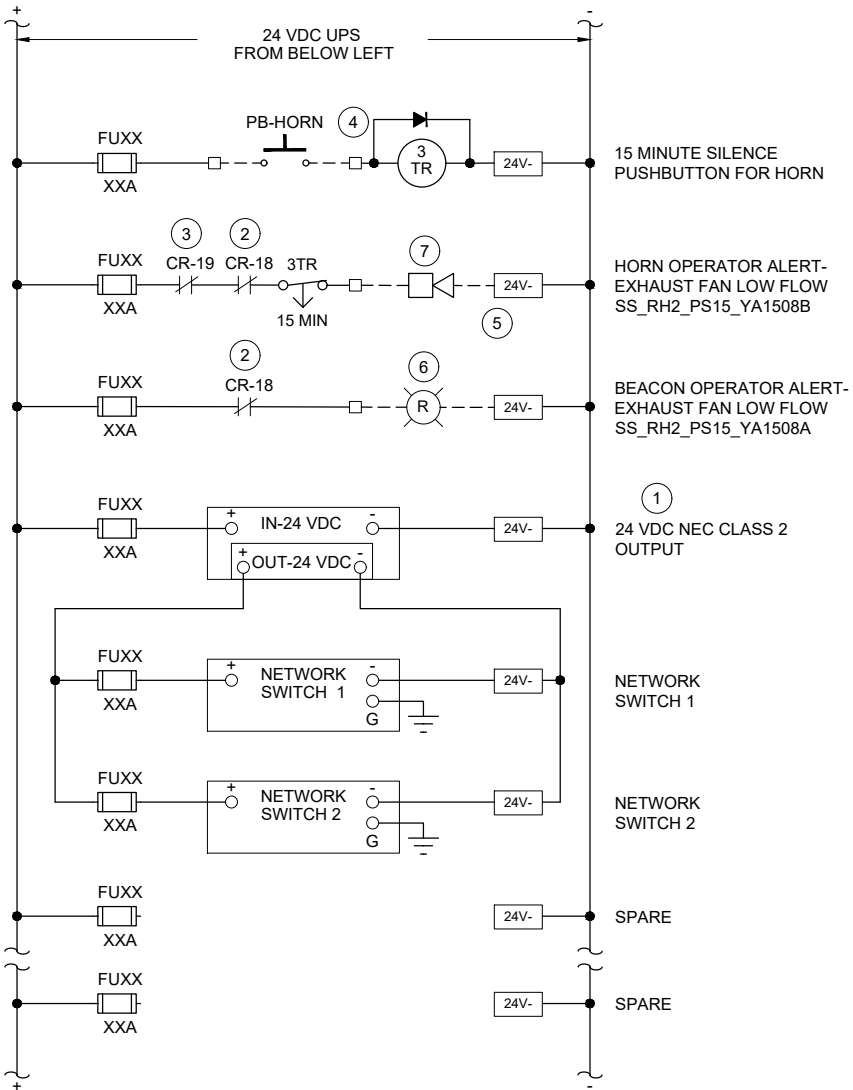 + -
24 VDC UPS
FROM BELOW LEFT
PB-HORN 4
FUXX
3
TR
24V-
XXA
15 MINUTE SILENCE
PUSHBUTTON FOR HORN
3 2 7
FUXX
CR-19 CR-18 3TR
24V-
XXA
15 MIN
5
HORN OPERATOR ALERT-
EXHAUST FAN LOW FLOW
SS_RH2_PS15_YA1508B
2 6
FUXX
CR-18
R
24V-
XXA
BEACON OPERATOR ALERT-
EXHAUST FAN LOW FLOW
SS_RH2_PS15_YA1508A
1
FUXX
+ IN-24 VDC -
24V-
XXA
24 VDC NEC CLASS 2
OUTPUT
+ OUT-24 VDC -
FUXX
+ NETWORK -
SWITCH 1
G
24V-
XXA
NETWORK
SWITCH 1
FUXX
+ NETWORK -
SWITCH 2
G
24V-
XXA
NETWORK
SWITCH 2
FUXX
24V-
SPARE
XXA
FUXX
24V-
SPARE
XXA
+ -